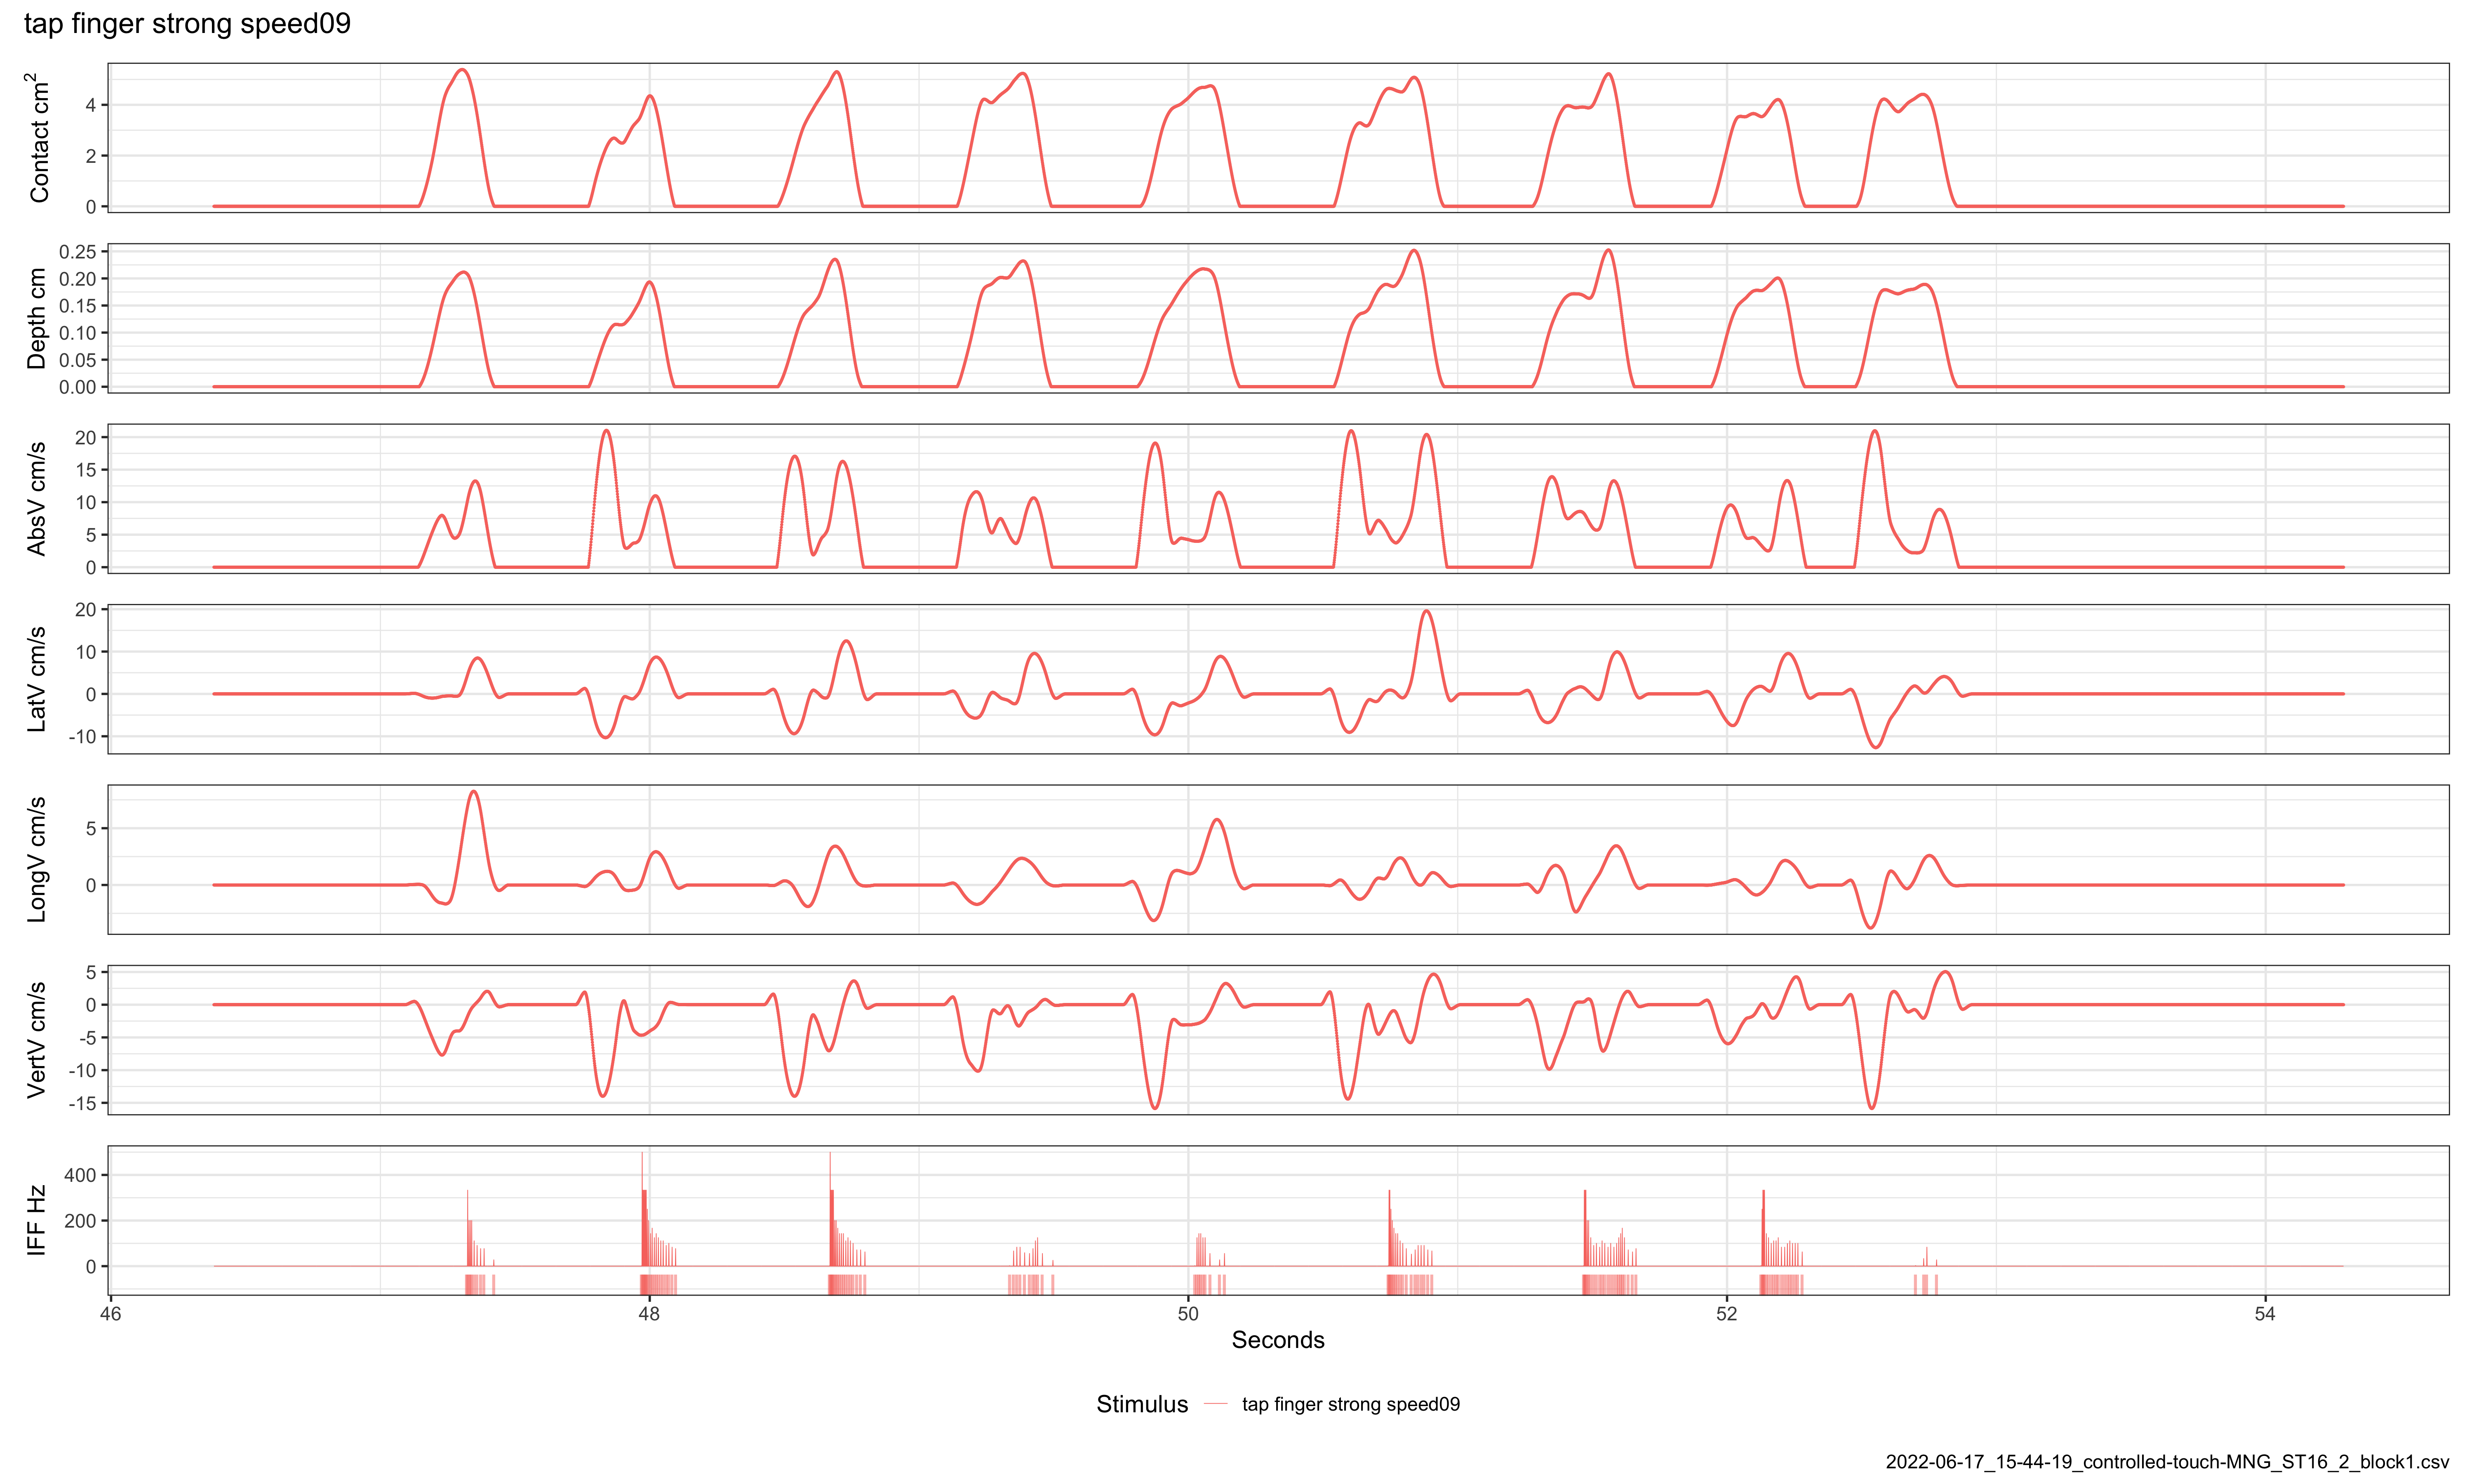 tap finger strong speed09
Contact cm²
4
2
0
Depth cm
0.25
0.20
0.15
0.10
0.05
0.00
AbsV cm/s
20
15
10
5
0
LatV cm/s
20
10
0
-10
LongV cm/s
5
0
VertV cm/s
5
0
-5
-10
-15
IFF Hz
400
200
0
46 48 50 52 54
Seconds
Stimulus tap finger strong speed09
2022-06-17_15-44-19_controlled-touch-MNG_ST16_2_block1.csv